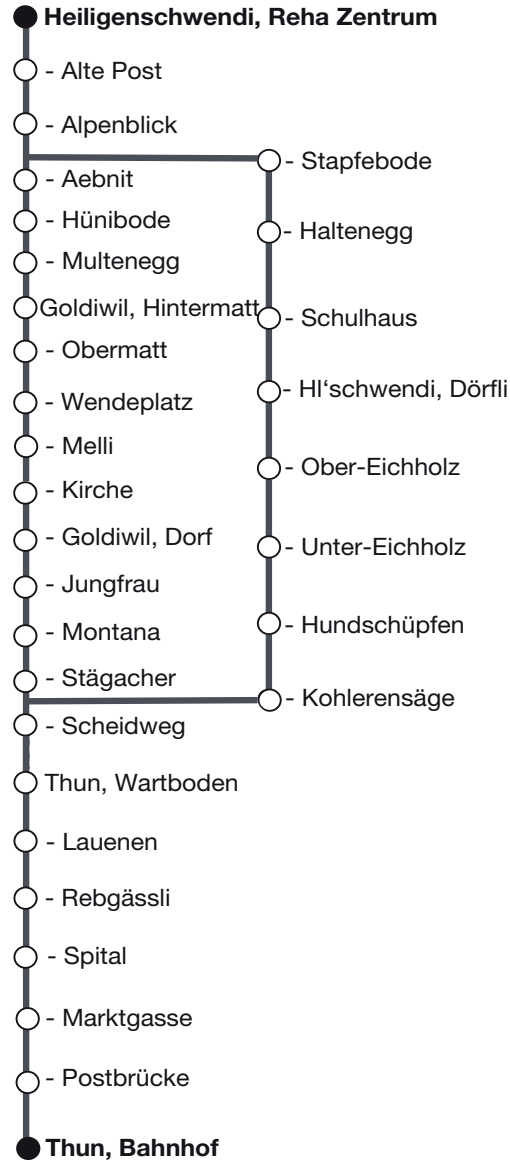 Heiligenschwendi, Reha Zentrum
- Alte Post
- Alpenblick
- Aebnit
- Hünibode
- Multenegg
Goldiwil, Hintermatt
- Obermatt
- Wendeplatz
- Melli
- Kirche
- Goldiwil, Dorf
- Jungfrau
- Montana
- Stägacher
- Scheidweg
Thun, Wartboden
- Lauenen
- Rebgässli
- Spital
- Marktgasse
- Postbrücke
Thun, Bahnhof
- Stapfebode
- Haltenegg
- Schulhaus
- Hl‘schwendi, Dörfli
- Ober-Eichholz
- Unter-Eichholz
- Hundschüpfen
- Kohlerensäge